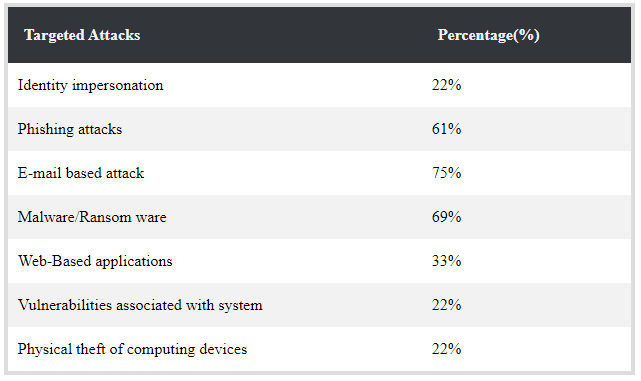 Targeted Attacks Percentage(%)
Identity impersonation 22%
Phishing attacks 61%
E-mail based attack 75%
Malware/Ransom ware 69%
Web-Based applications 33%
Vulnerabilities associated with system 22%
Physical theft of computing devices 22%